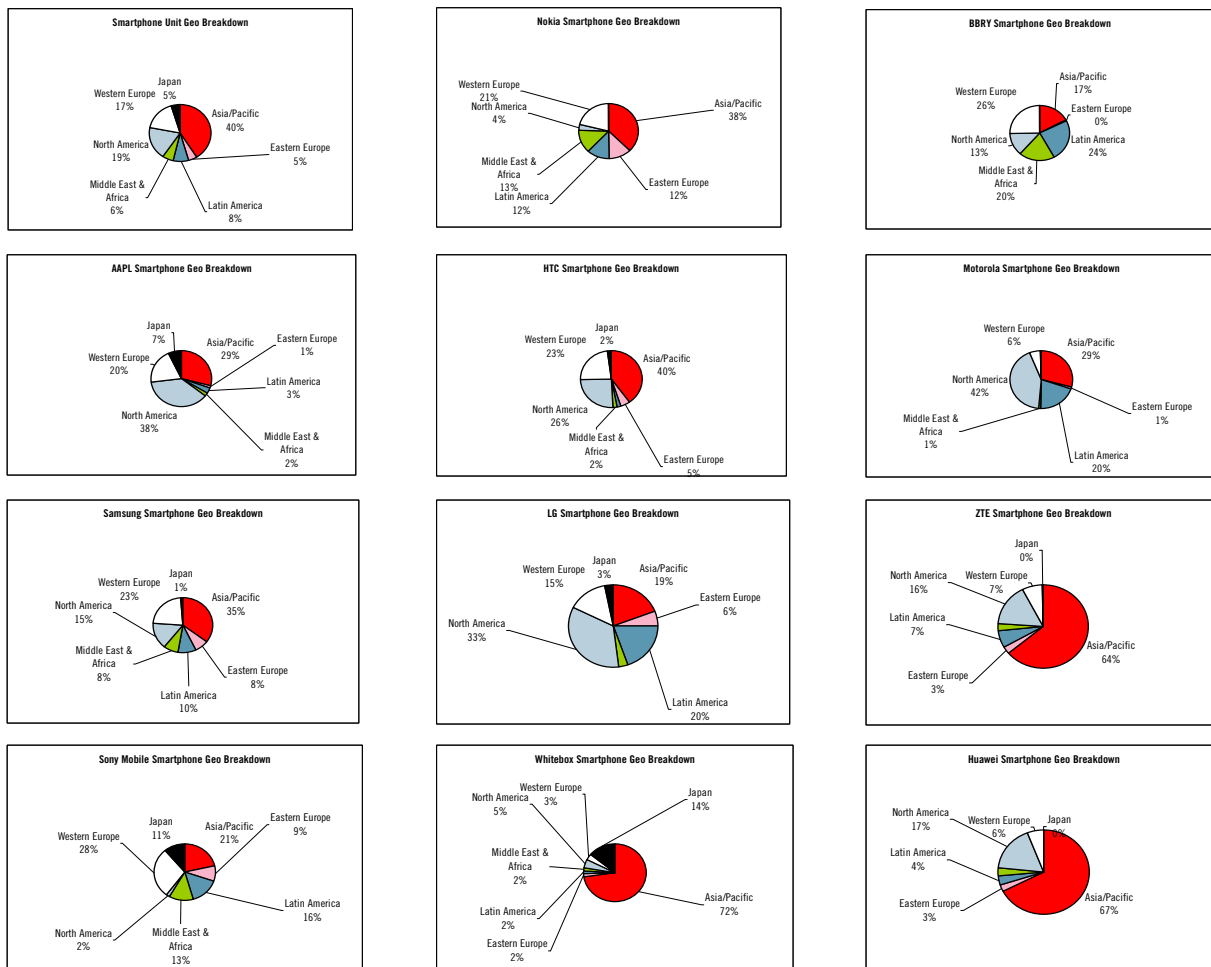 Smartphone Unit Geo Breakdown
Japan
5%
Western Europe
17%
Asia/Pacific
40%
North America
19%
Eastern Europe
5%
Middle East &
Africa
6%
Latin America
8%
Nokia Smartphone Geo Breakdown
Western Europe
21%
North America
4%
Asia/Pacific
38%
Middle East &
Africa
13%
Latin America
12%
Eastern Europe
12%
BBRY Smartphone Geo Breakdown
Asia/Pacific
17%
Western Europe
26%
Eastern Europe
0%
North America
13%
Latin America
24%
Middle East &
Africa
20%
AAPL Smartphone Geo Breakdown
Japan
7%
Asia/Pacific
29%
Eastern Europe
1%
Western Europe
20%
Latin America
3%
North America
38%
Middle East &
Africa
2%
HTC Smartphone Geo Breakdown
Japan
2%
Western Europe
23%
Asia/Pacific
40%
North America
26%
Middle East &
Africa
2%
Eastern Europe
5%
Motorola Smartphone Geo Breakdown
Western Europe
6%
Asia/Pacific
29%
North America
42%
Eastern Europe
1%
Middle East &
Africa
1%
Latin America
20%
Samsung Smartphone Geo Breakdown
Japan
1%
Western Europe
23%
Asia/Pacific
35%
North America
15%
Middle East &
Africa
8%
Eastern Europe
8%
Latin America
10%
LG Smartphone Geo Breakdown
Japan
3%
Western Europe
15%
Asia/Pacific
19%
Eastern Europe
6%
North America
33%
Latin America
20%
ZTE Smartphone Geo Breakdown
Japan
0%
North America
16%
Western Europe
7%
Latin America
7%
Asia/Pacific
64%
Eastern Europe
3%
Sony Mobile Smartphone Geo Breakdown
Japan
11%
Asia/Pacific
21%
Eastern Europe
9%
Western Europe
28%
Latin America
16%
North America
2%
Middle East &
Africa
13%
Whitebox Smartphone Geo Breakdown
Western Europe
3%
North America
5%
Japan
14%
Middle East &
Africa
2%
Asia/Pacific
72%
Latin America
2%
Eastern Europe
2%
Huawei Smartphone Geo Breakdown
North America
17%
Western Europe
6%
Japan
0%
Latin America
4%
Eastern Europe
3%
Asia/Pacific
67%